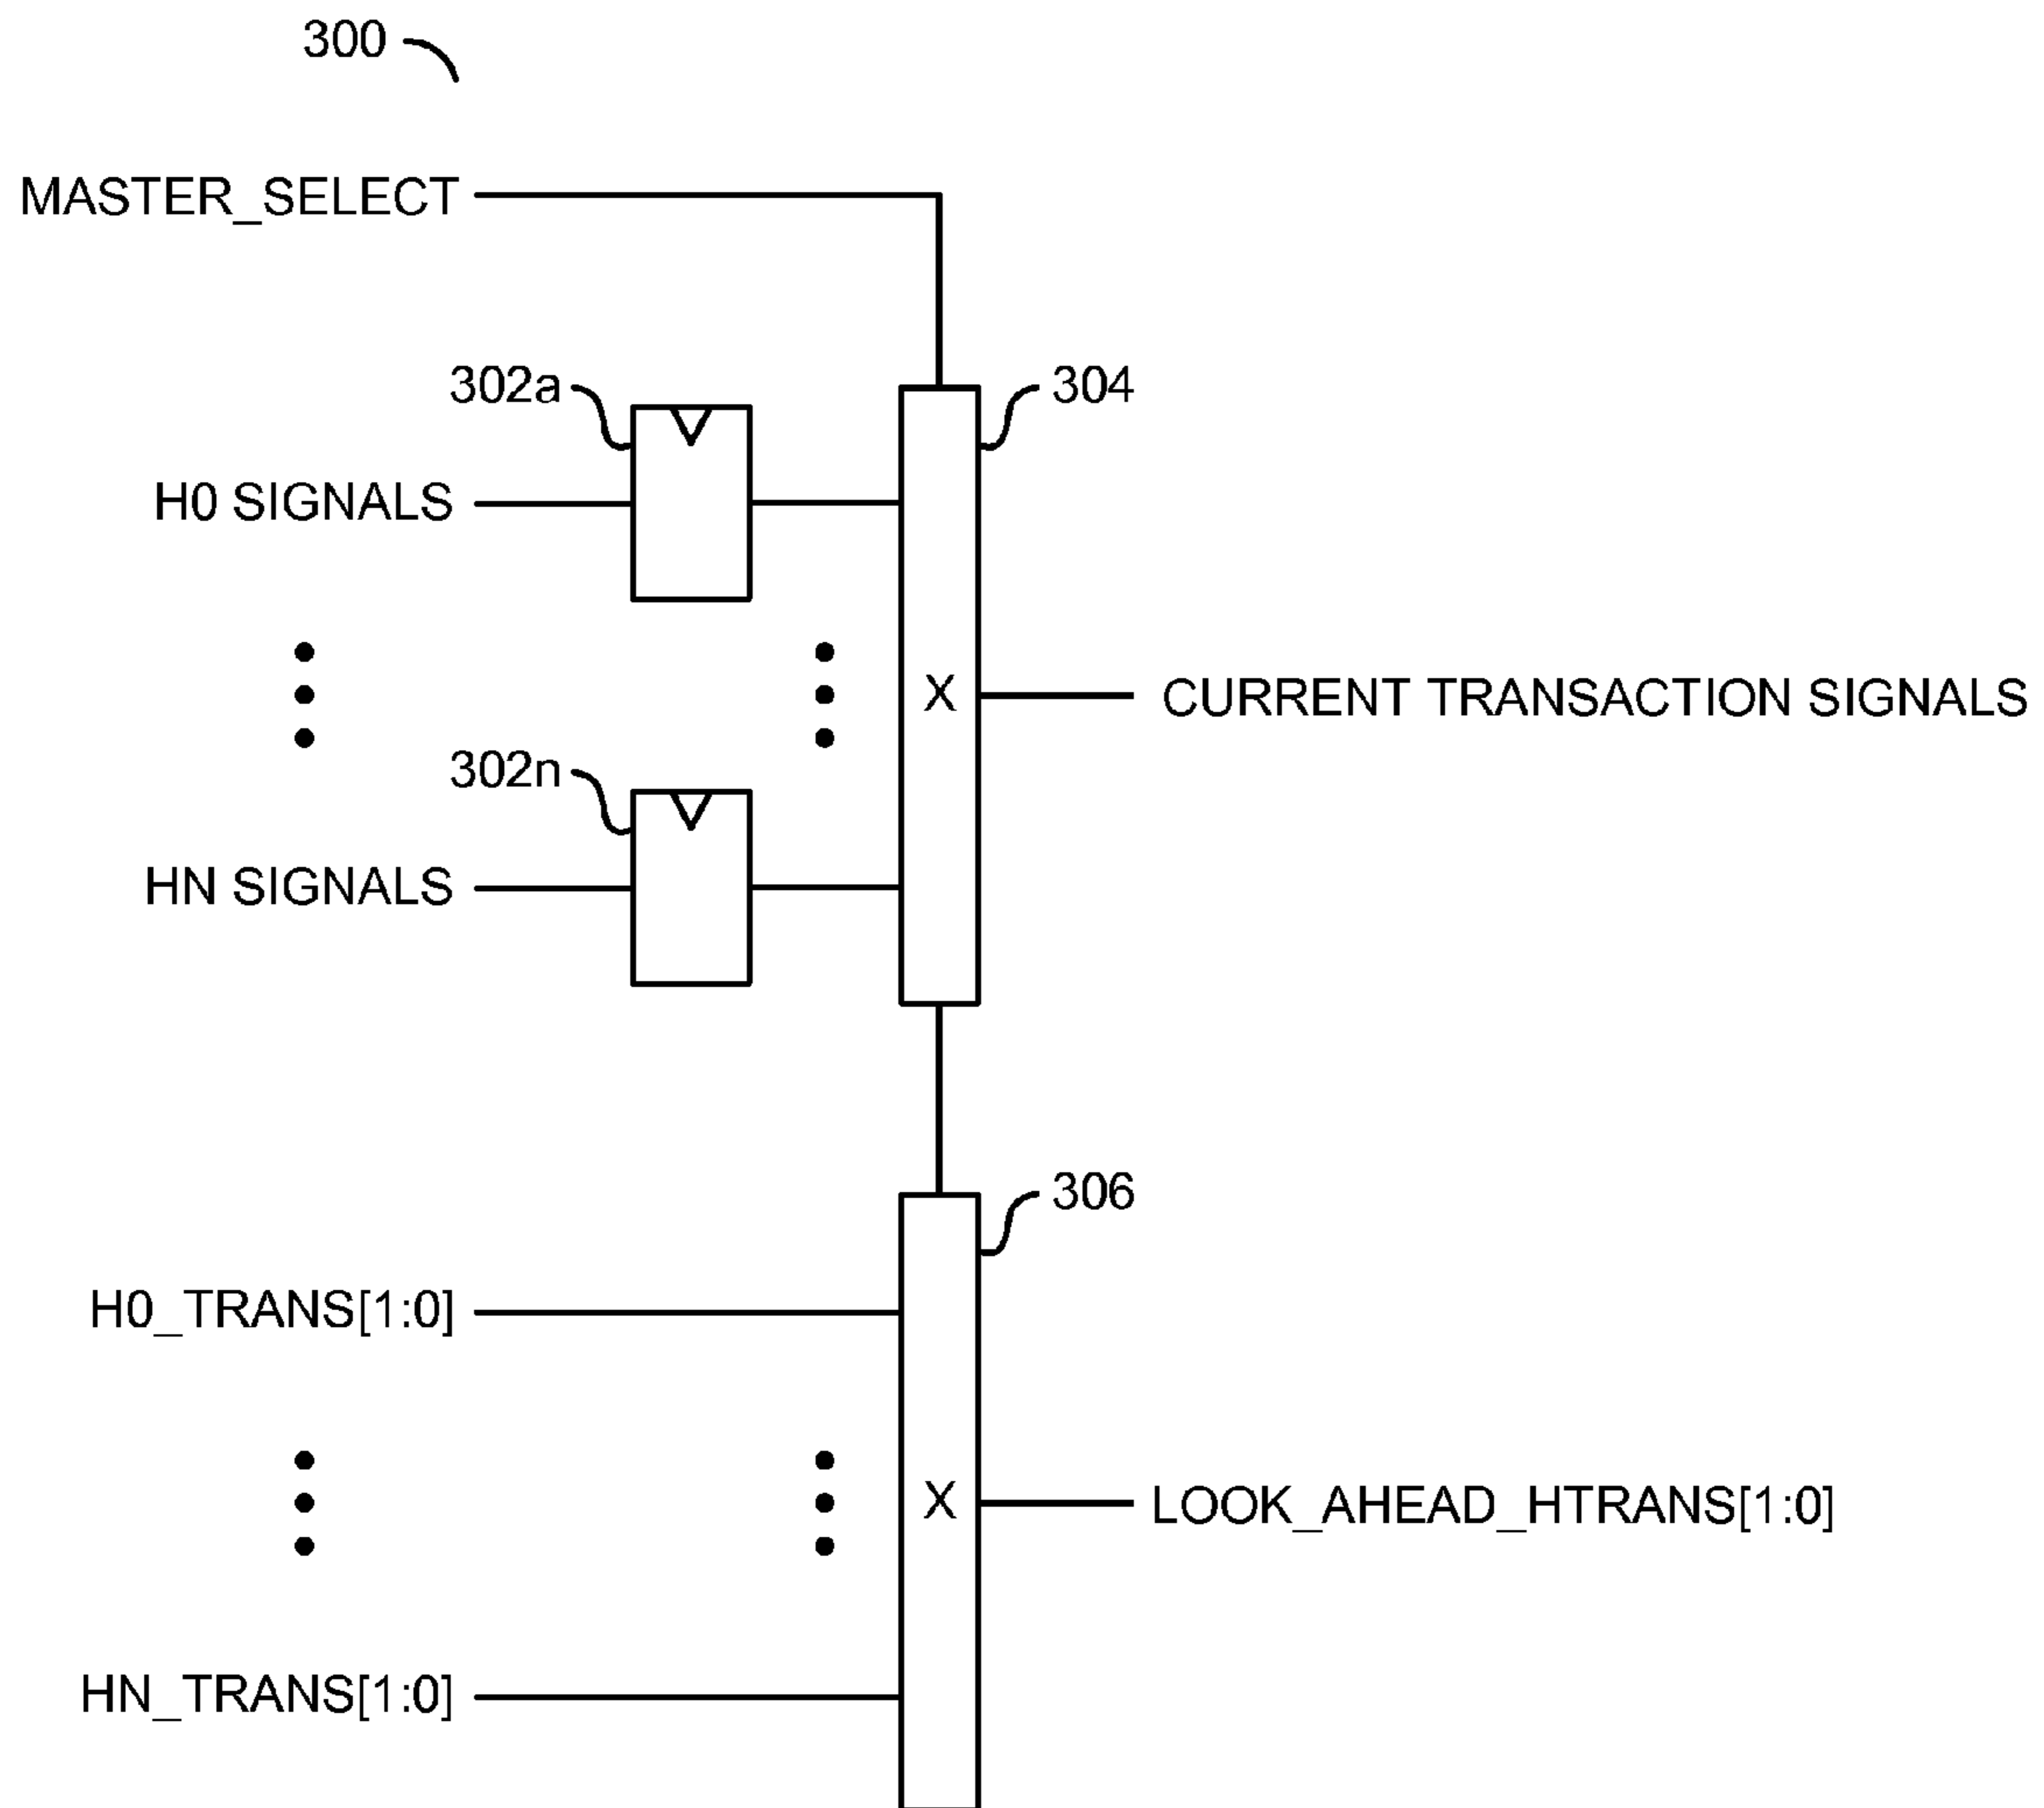 300
MASTER_SELECT
302a
304
H0 SIGNALS
X
CURRENT TRANSACTION SIGNALS
302n
HN SIGNALS
306
H0_TRANS[1:0]
X
LOOK_AHEAD_HTRANS[1:0]
HN_TRANS[1:0]